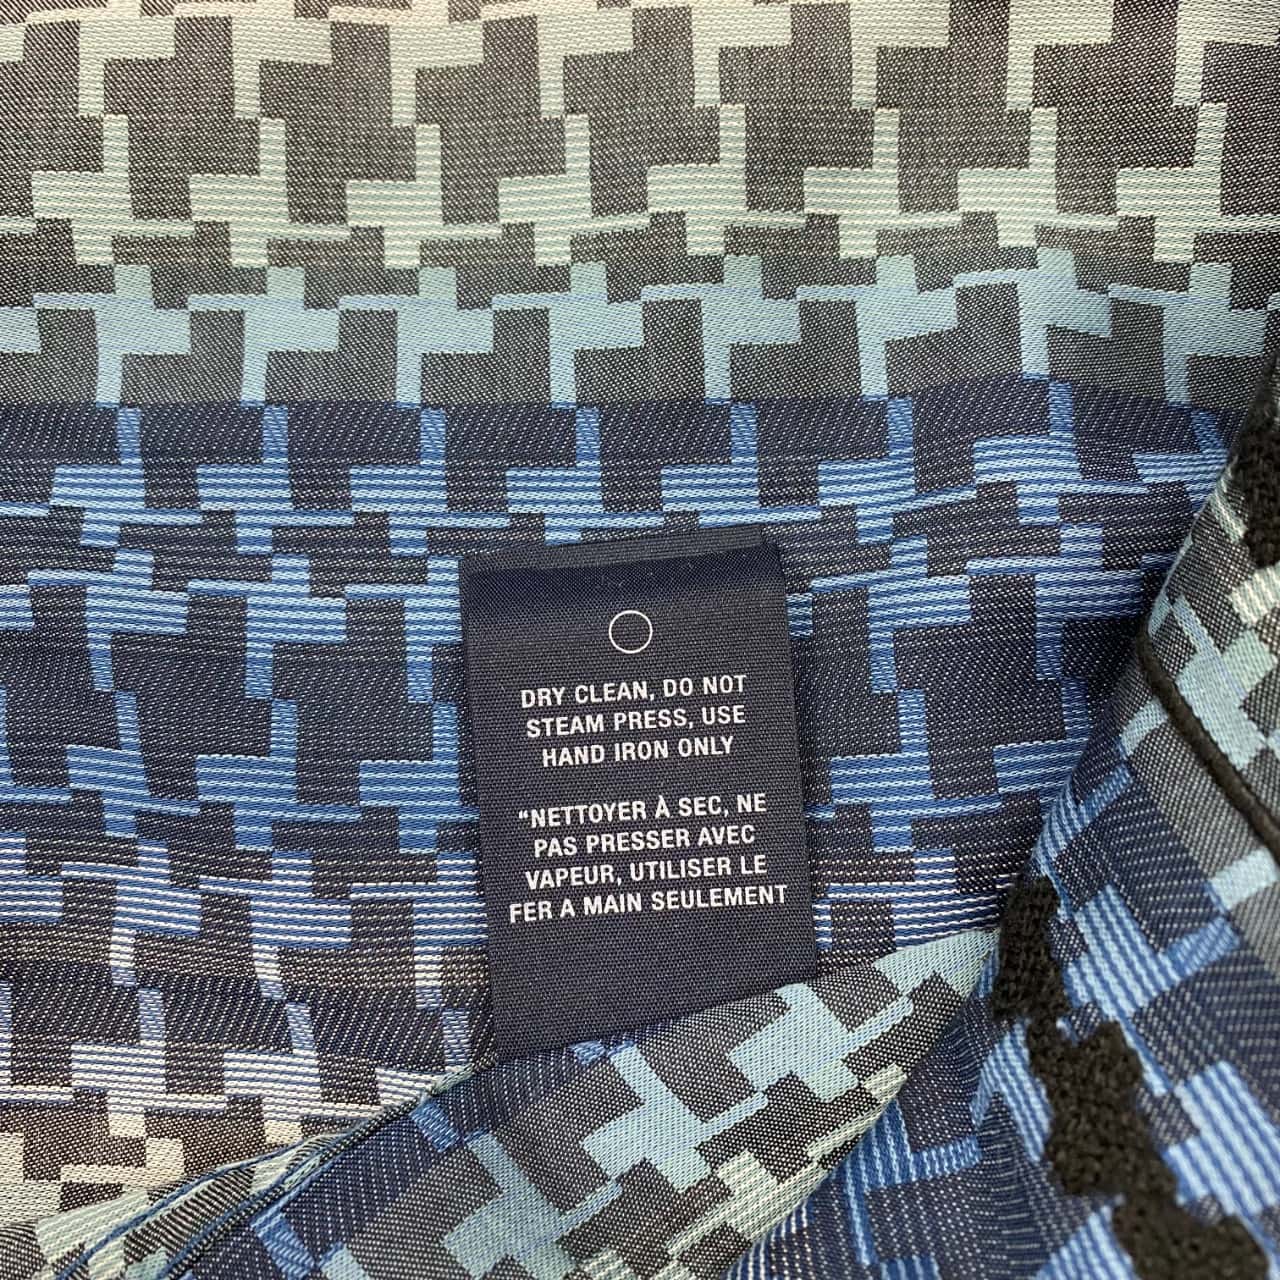 DRY CLEAN, DO NOT
STEAM PRESS, USE
HAND IRON ONLY
“NETTOYER À SEC, NE
PAS PRESSER AVEC
VAPEUR, UTILISER LE
FER A MAIN SEULEMENT